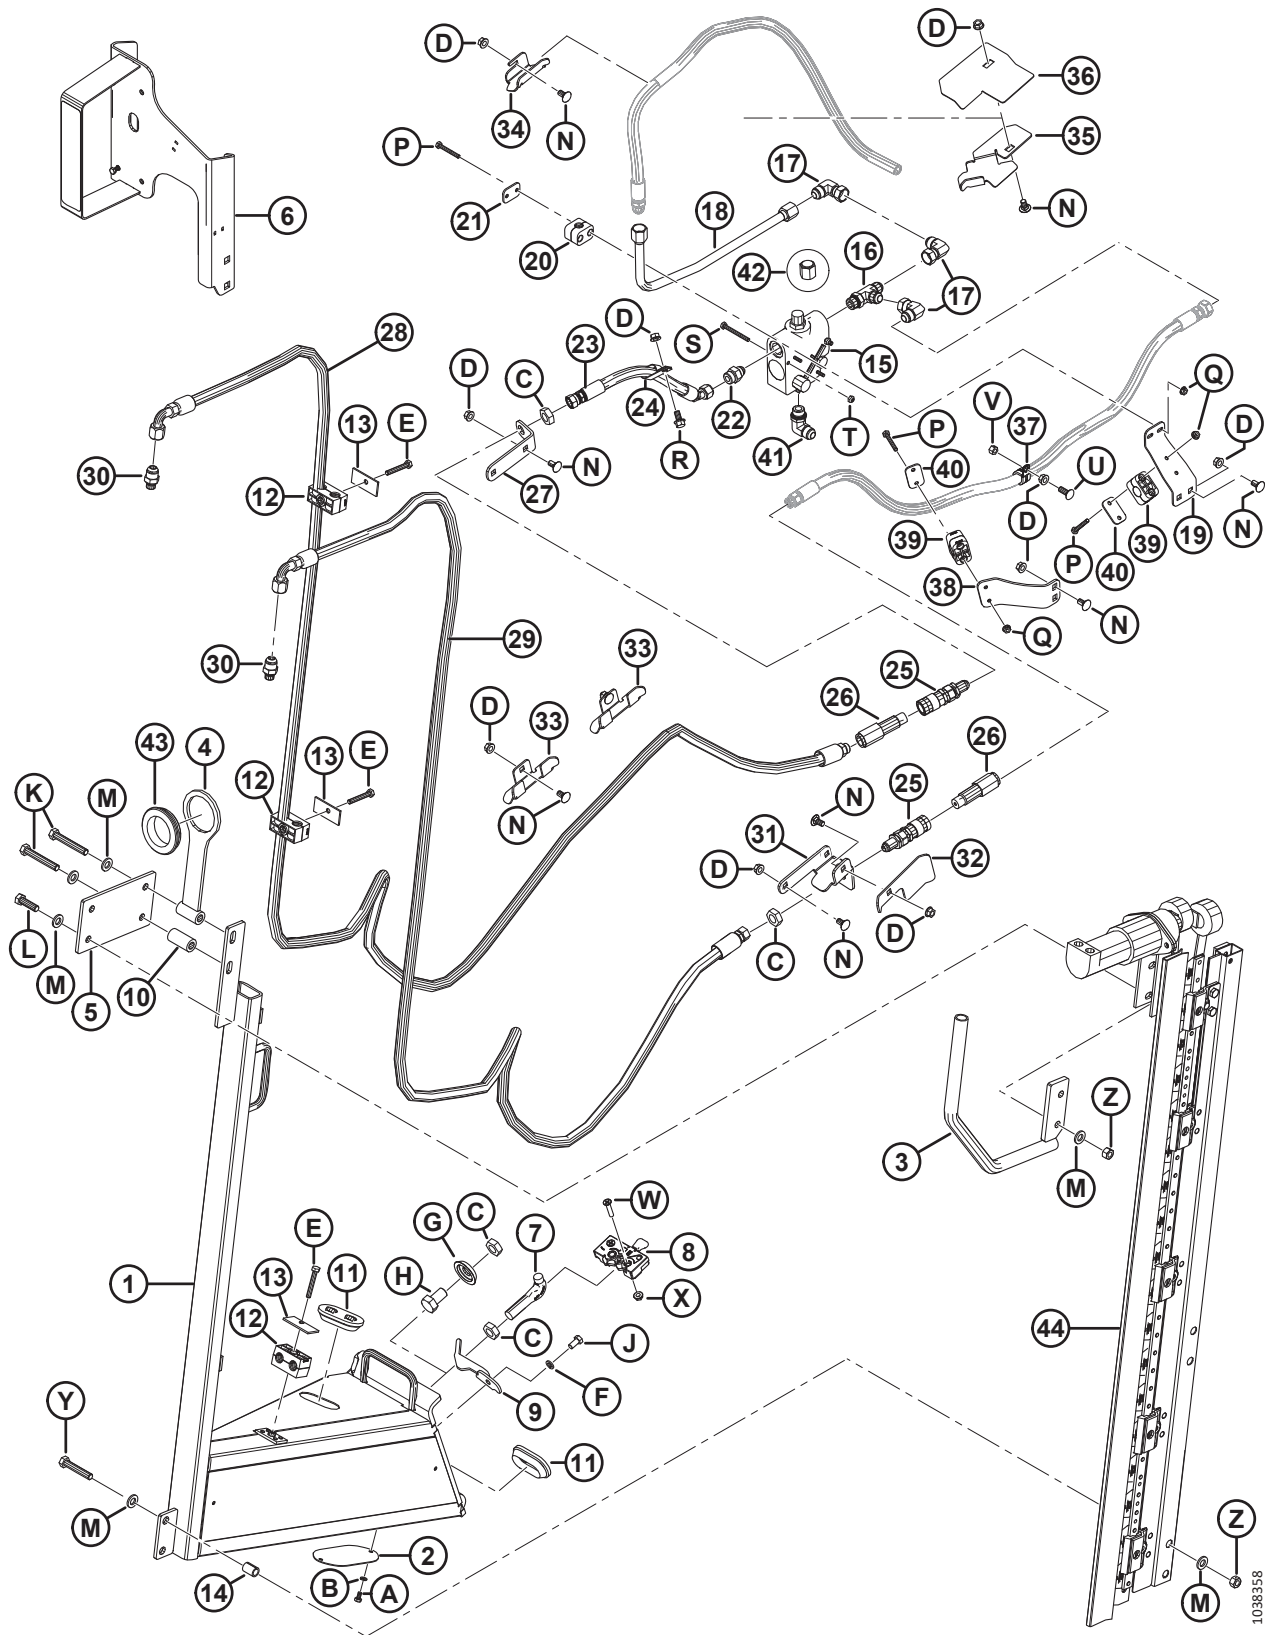 D
36
34
N
35
P
17
N
21
18
6
20
42
16
17
D
S
28
23
15
D
C
24
22
T
Q
13
E
R
41
P
V
37
D
30
N
27
40
U
12
D
N
39
39
19
P
40
38
N
Q
29
30
33
25
26
D
33
43
4
13
E
26
12
N
25
K
M
N
31
D
32
L
M
D
5
10
C
N
Z
3
M
W
G
C
7
8
E
H
1
13
11
X
12
C
J
44
F
Y
9
11
M
2
Z
14
B
A
M
1038358